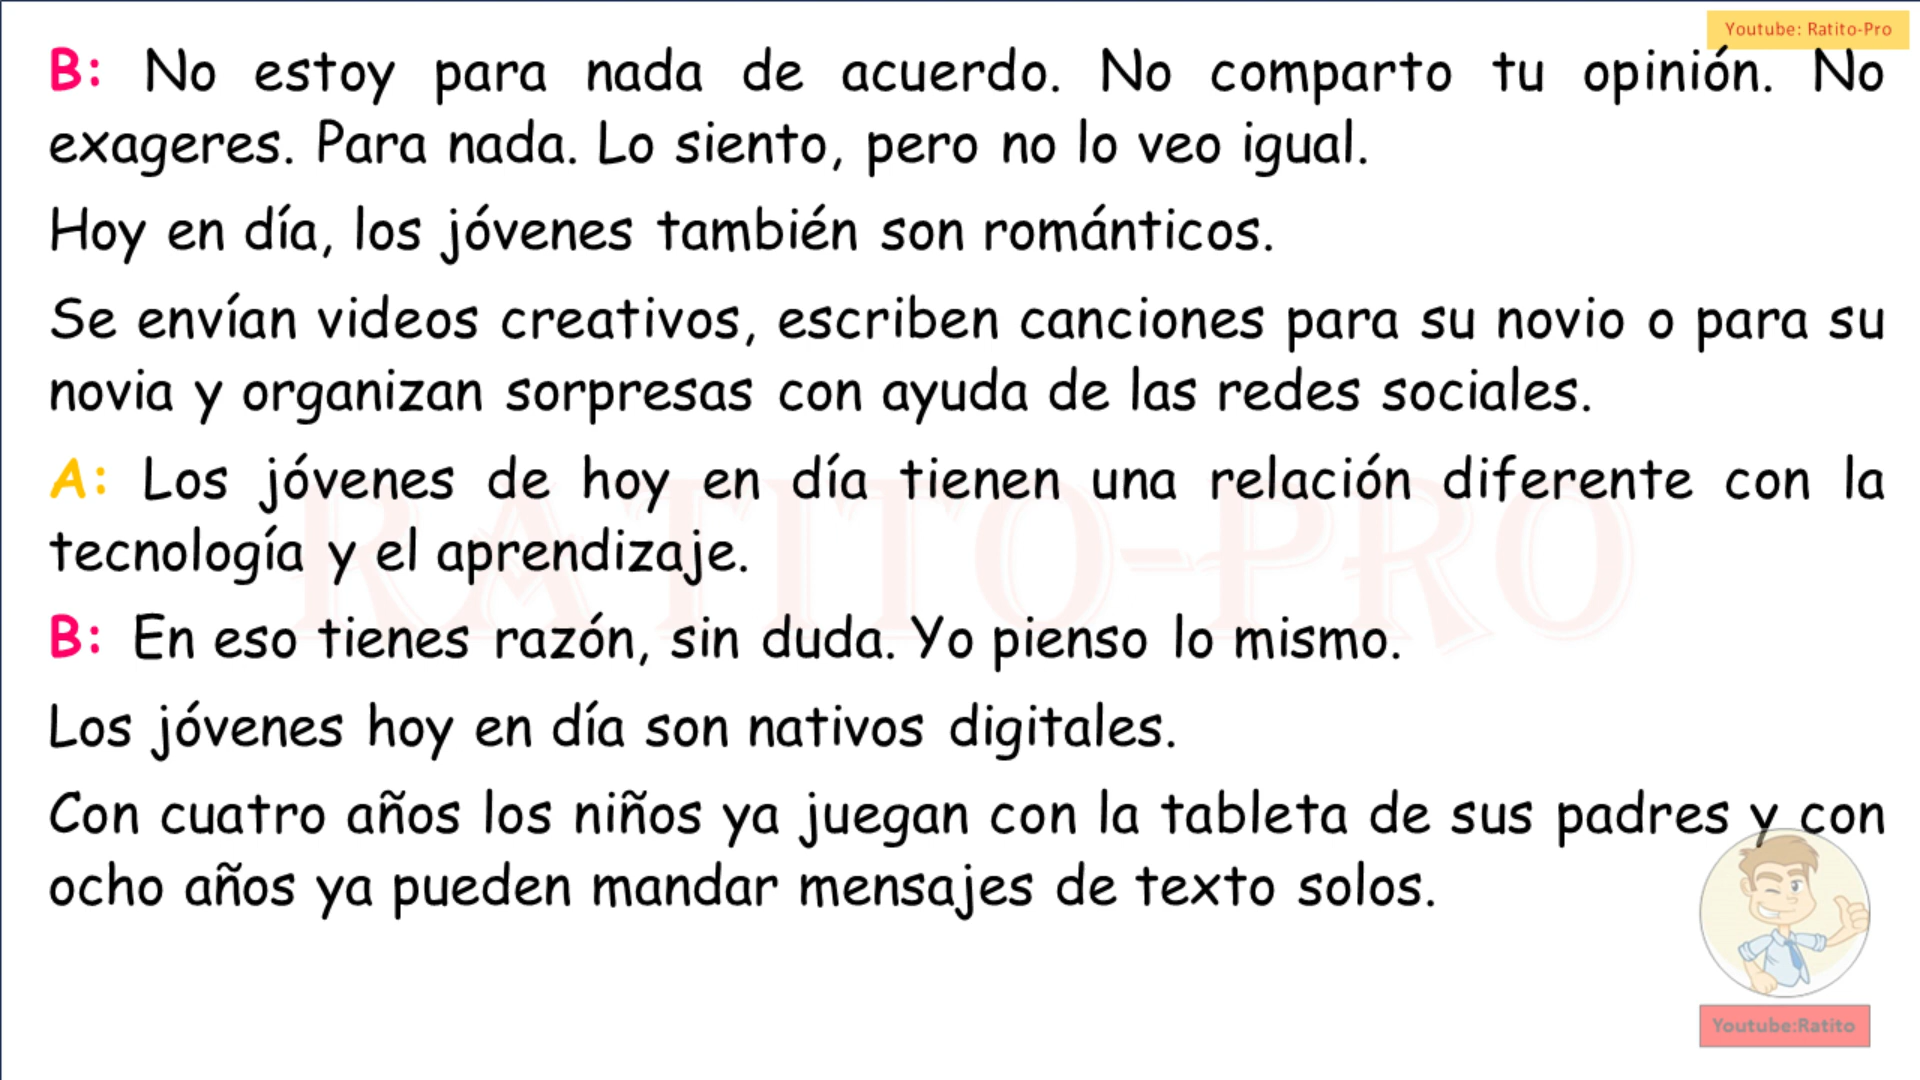 Youtube: Ratito-Pro
B: No estoy para nada de acuerdo. No comparto tu opinión. No
exageres. Para nada. Lo siento, pero no lo veo igual.
Hoy en día, los jóvenes también son románticos.
Se envían videos creativos, escriben canciones para su novio o para su
novia y organizan sorpresas con ayuda de las redes sociales.
A: Los jóvenes de hoy en día tienen una relación diferente con la
tecnología y el aprendizaje.
RATITO-PRO
B: En eso tienes razón, sin duda. Yo pienso lo mismo.
Los jóvenes hoy en día son nativos digitales.
Con cuatro años los niños ya juegan con la tableta de sus padres y con
ocho años ya pueden mandar mensajes de texto solos.
Youtube:Ratito